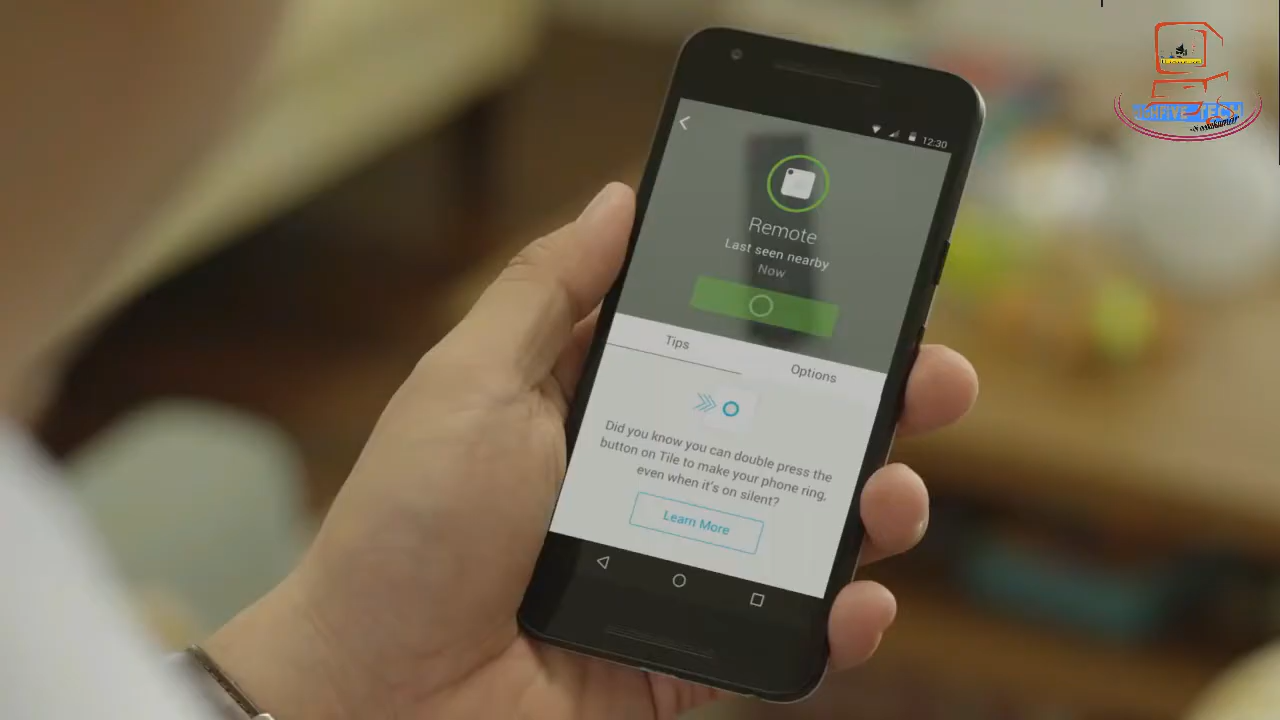 12:30
Remote
Last seen nearby
Now
Tips
Options
Did you know you can double press the
button on Tile to make your phone ring,
even when it's on silent?
Learn More
TECH